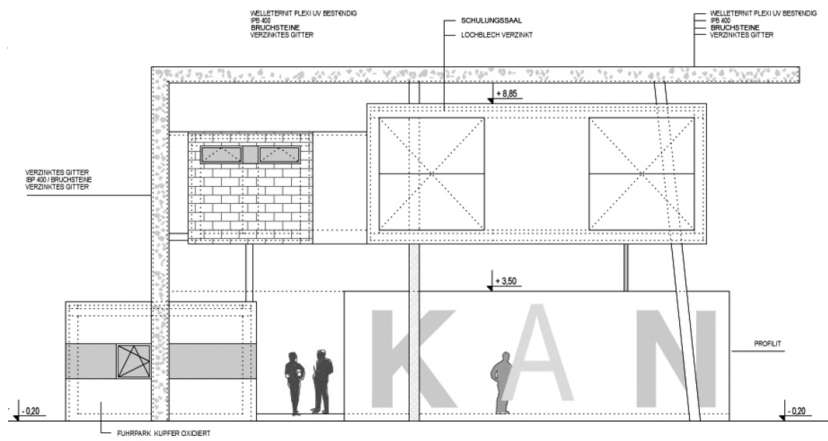 WELLETERNIT PLEXI UV BESTENDIG
IPB 400
BRUCHSTEINE
VERZINKTES GITTER
SCHULUNGSSAAL
LOCHBLECH VERZINKT
WELLETERNIT PLEXI UV BESTENDIG
IPB 400
BRUCHSTEINE
VERZINKTES GITTER
+ 8,85
VERZINKTES GITTER
IBP 400 / BRUCHSTEINE
VERZINKTES GITTER
+ 3,50
KAN
PROFILIT
- 0,20
- 0,20
FUHRPARK KUPFER OXIDIERT